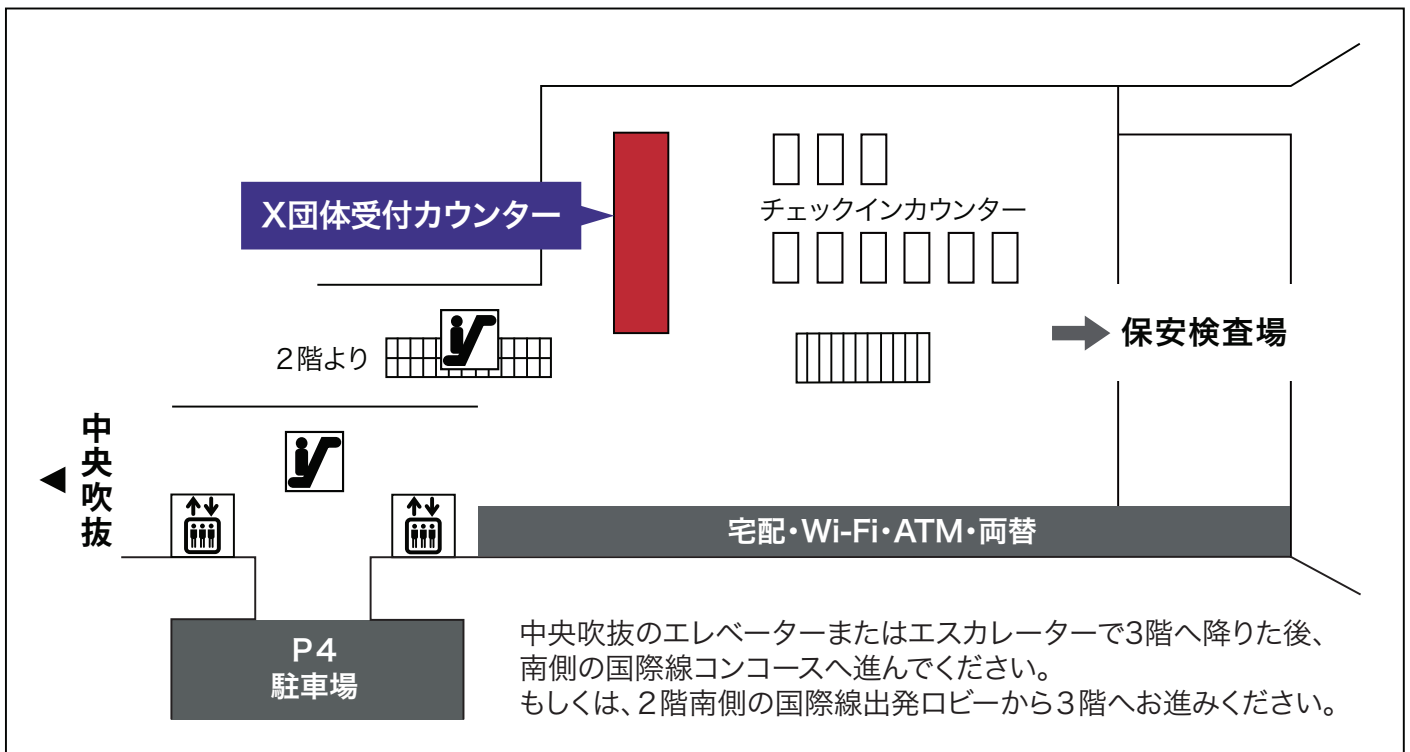 X団体受付カウンター
チェックインカウンター
2階より
保安検査場
中央吹抜
宅配・Wi-Fi・ATM・両替
P4
駐車場
中央吹抜のエレベーターまたはエスカレーターで3階へ降りた後、
南側の国際線コンコースへ進んでください。
もしくは、2階南側の国際線出発ロビーから3階へお進みください。